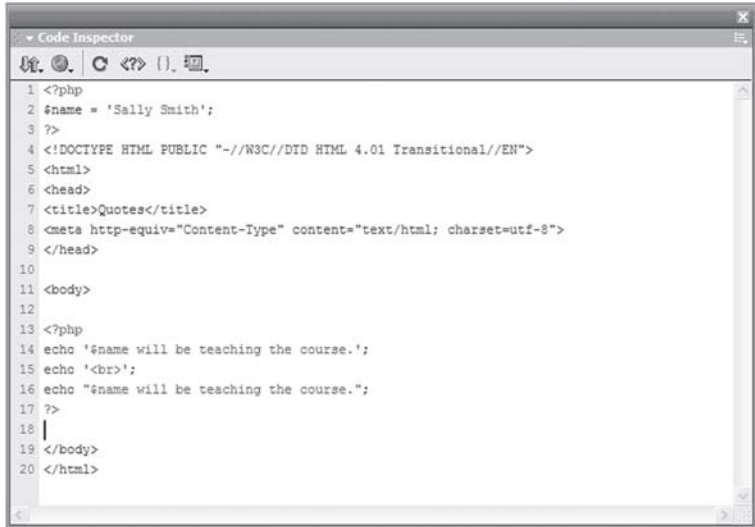 Code Inspector
1 <?php
2 $name = 'Sally Smith';
3 ?>
4 <!DOCTYPE HTML PUBLIC "-//W3C//DTD HTML 4.01 Transitional//EN">
5 <html>
6 <head>
7 <title>Quotes</title>
8 <meta http-equiv="Content-Type" content="text/html; charset=utf-8">
9 </head>
10
11 <body>
12
13 <?php
14 echo '$name will be teaching the course.';
15 echo '<br>';
16 echo "$name will be teaching the course.";
17 ?>
18
19 </body>
20 </html>